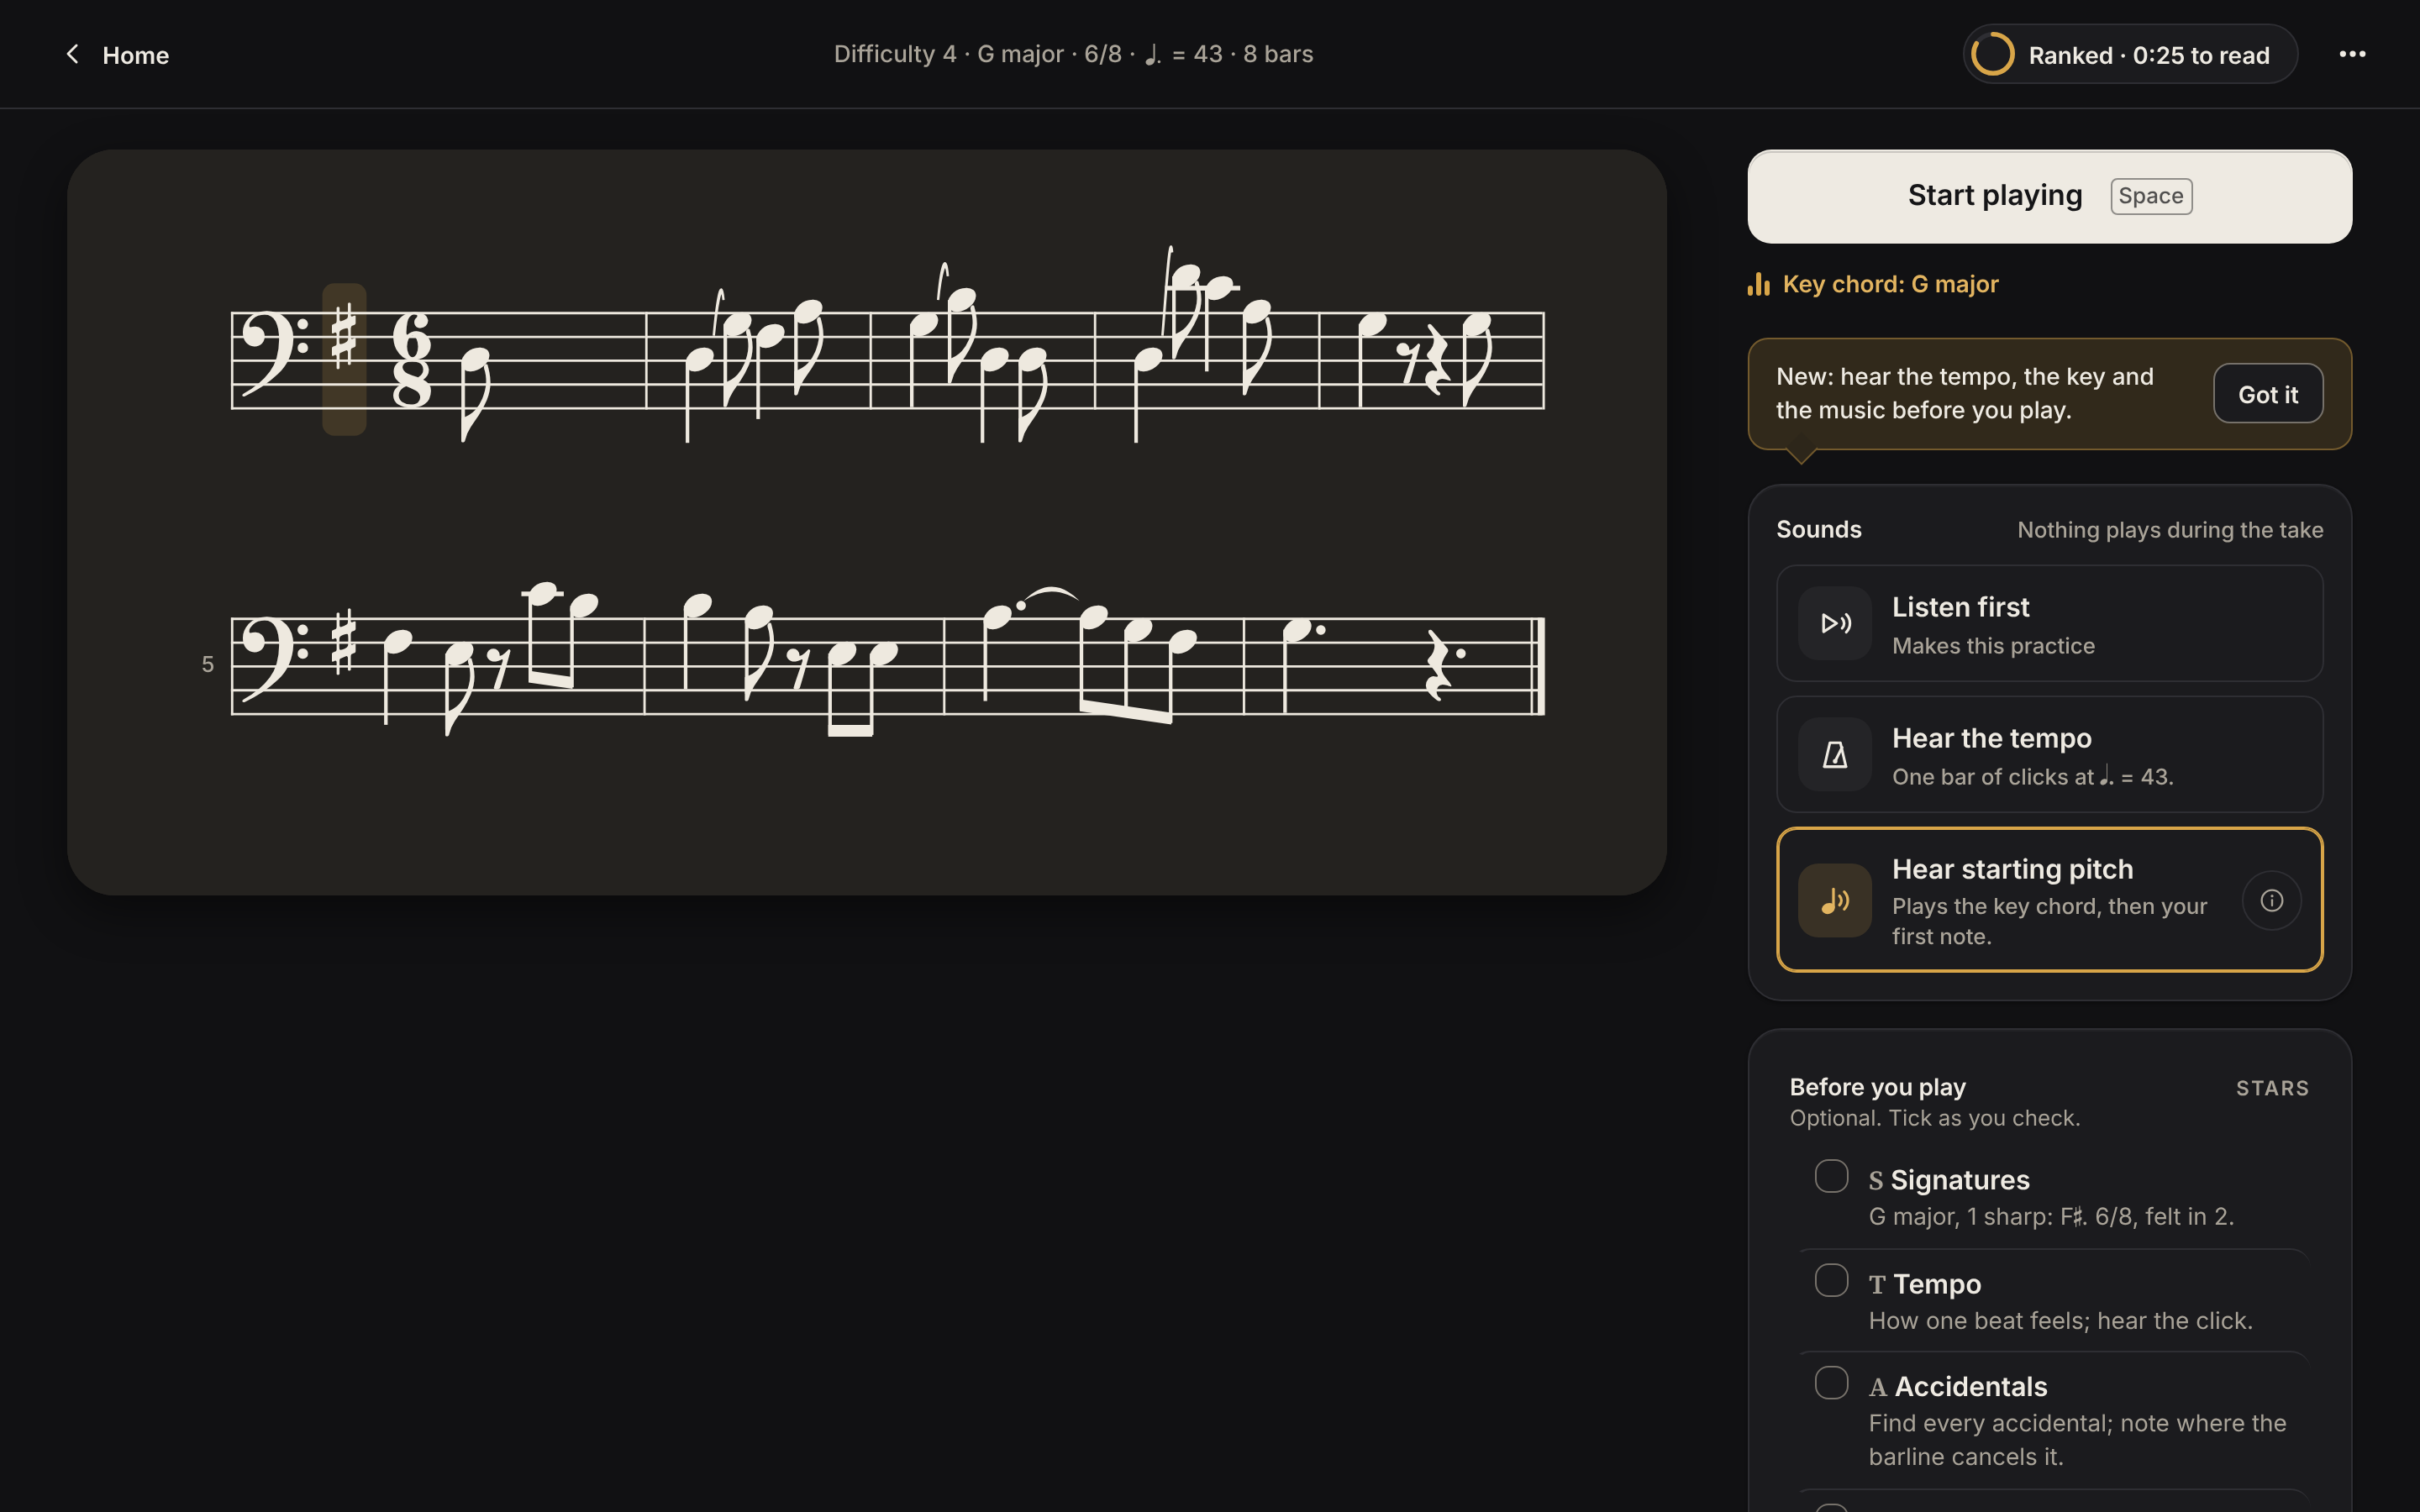 Home
Difficulty 4 · G major · 6/8 · ♩. = 43 · 8 bars
Ranked · 0:25 to read
Start playing
Space
Key chord: G major
New: hear the tempo, the key and
the music before you play.
Got it
Sounds
Nothing plays during the take
Listen first
Makes this practice
Hear the tempo
One bar of clicks at ♩. = 43.
Hear starting pitch
Plays the key chord, then your
first note.
6
8
5
Before you play
STARS
Optional. Tick as you check.
S Signatures
G major, 1 sharp: F♯. 6/8, felt in 2.
T Tempo
How one beat feels; hear the click.
A Accidentals
Find every accidental; note where the
barline cancels it.